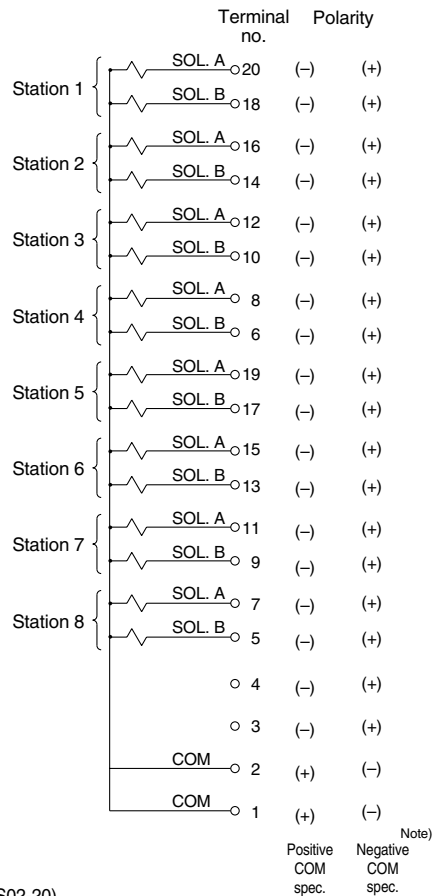 Terminal no. Polarity
Station 1
SOL. A 20 (–) (+)
SOL. B 18 (–) (+)
Station 2
SOL. A 16 (–) (+)
SOL. B 14 (–) (+)
Station 3
SOL. A 12 (–) (+)
SOL. B 10 (–) (+)
Station 4
SOL. A 8 (–) (+)
SOL. B 6 (–) (+)
Station 5
SOL. A 19 (–) (+)
SOL. B 17 (–) (+)
Station 6
SOL. A 15 (–) (+)
SOL. B 13 (–) (+)
Station 7
SOL. A 11 (–) (+)
SOL. B 9 (–) (+)
Station 8
SOL. A 7 (–) (+)
SOL. B 5 (–) (+)
4 (–) (+)
3 (–) (+)
COM 2 (+) (–)
COM 1 (+) (–)
Note)
Positive COM spec.
Negative COM spec.